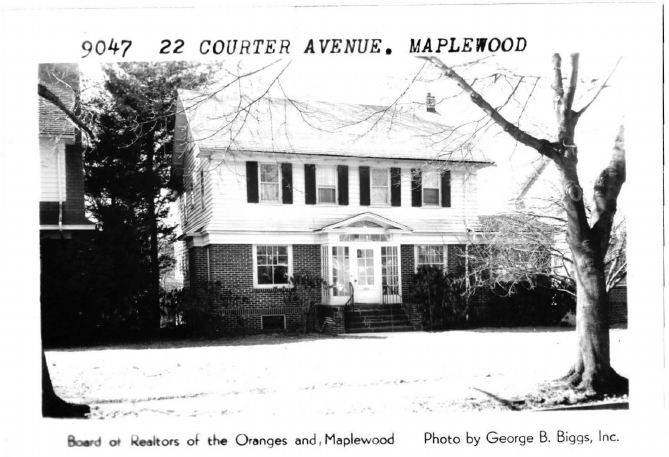 9047 22 COURTER AVENUE. MAPLEWOOD
Board of Realtors of the Oranges and, Maplewood Photo by George B. Biggs, Inc.